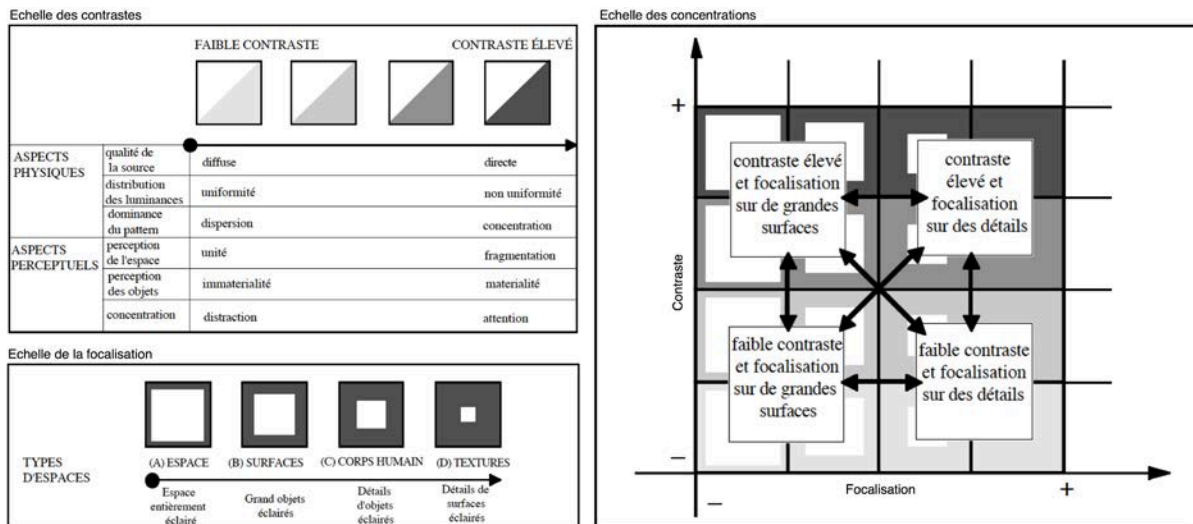 Echelle des contrastes
FAIBLE CONTRASTE
CONTRASTE ÉLEVÉ
ASPECTS
PHYSIQUES
qualité de
la source
diffuse
directe
distribution
des luminances
uniformité
non uniformité
dominance
du pattern
dispersion
concentration
ASPECTS
PERCEPTUELS
perception
de l'espace
unité
fragmentation
perception
des objets
immaterialité
materialité
concentration
distraction
attention
Echelle de la focalisation
TYPES
D'ESPACES
(A) ESPACE
(B) SURFACES
(C) CORPS HUMAIN
(D) TEXTURES
Espace
entièrement
éclairé
Grand objets
éclairés
Détails
d'objets
éclairés
Détails de
surfaces
éclairés
Echelle des concentrations
+
Contraste
–
contraste élevé
et focalisation
sur de grandes
surfaces
contraste
élevé et
focalisation
sur des détails
faible contraste
et focalisation
sur de grandes
surfaces
faible contraste
et focalisation
sur des détails
–
Focalisation
+